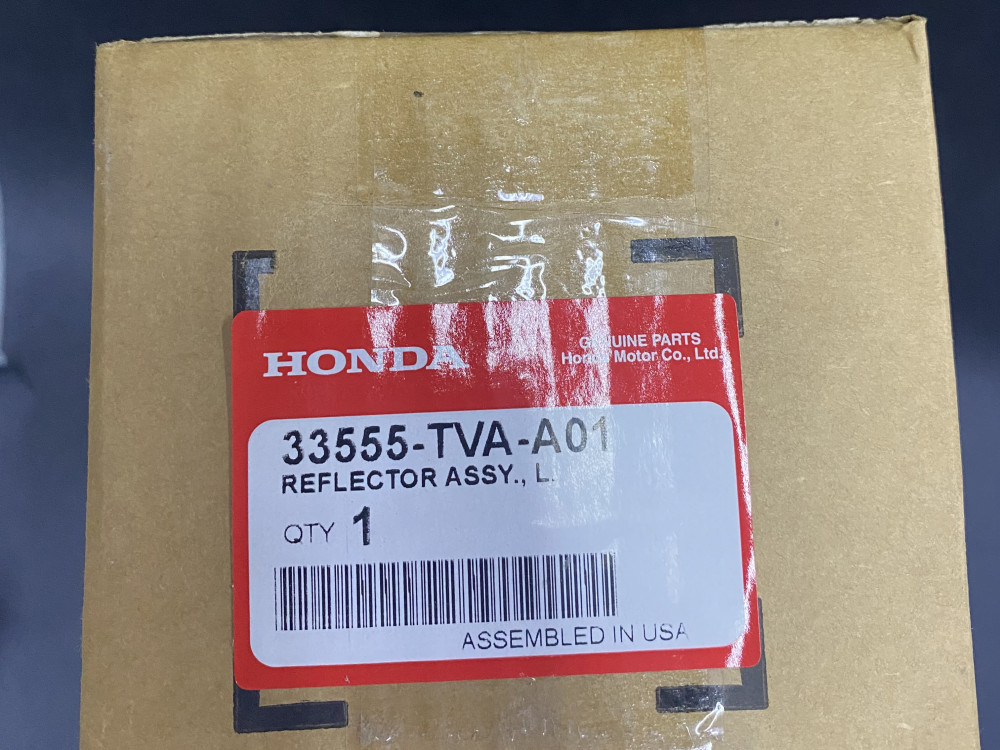 HONDA
GENUINE PARTS
Honda Motor Co., Ltd.
33555-TVA-A01
REFLECTOR ASSY., L.
QTY 1
ASSEMBLED IN USA